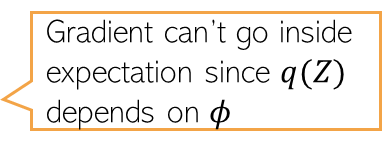 Gradient can't go inside
expectation since 𝑞(𝑍)
depends on 𝝓